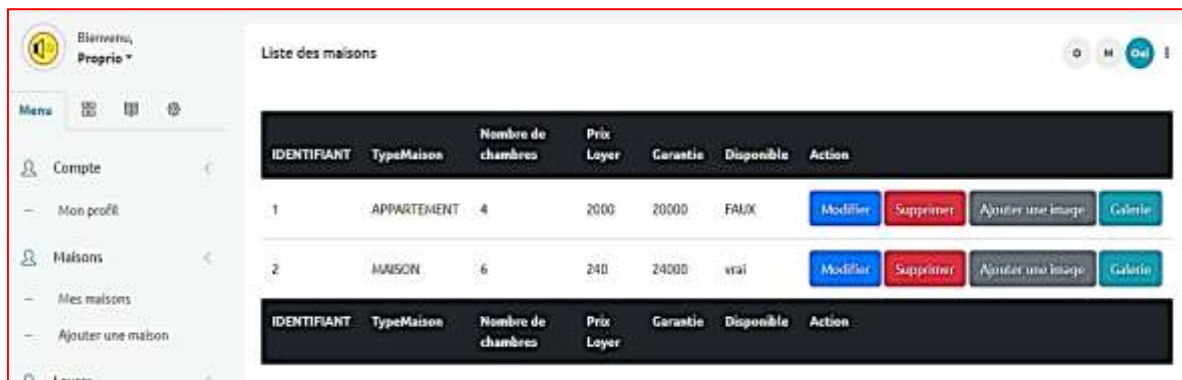 Bienvenu,
Proprio
Liste des maisons
O M Oul
Menu
Compte
Mon profil
Maisons
Mes maisons
Ajouter une maison
Loyers
IDENTIFIANT TypeMaison Nombre de chambres Prix Loyer Garantie Disponible Action
1 APPARTEMENT 4 2000 20000 FAUX Modifier Supprimer Ajouter une image Galerie
2 MAISON 6 240 24000 vrai Modifier Supprimer Ajouter une image Galerie
IDENTIFIANT TypeMaison Nombre de chambres Prix Loyer Garantie Disponible Action